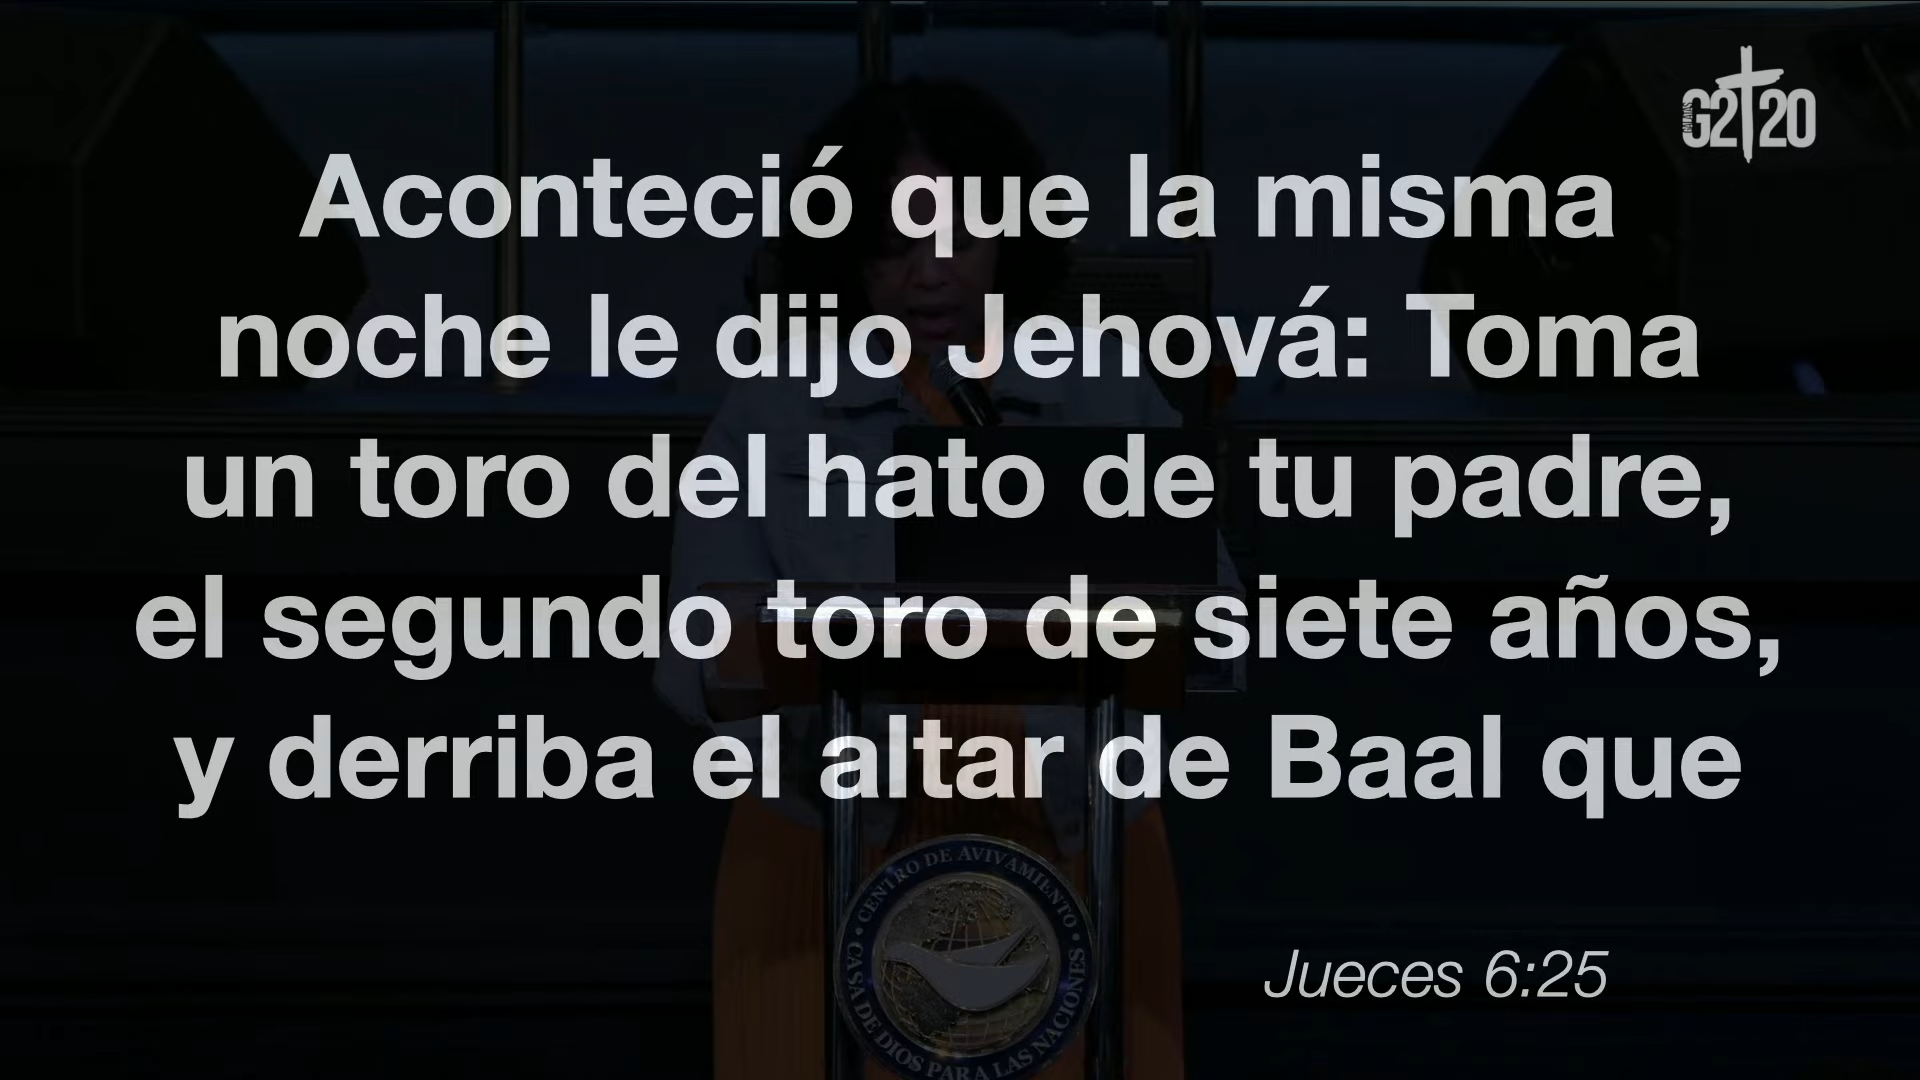 GALATAS
G2T20
Aconteció que la misma
noche le dijo Jehová: Toma
un toro del hato de tu padre,
el segundo toro de siete años,
y derriba el altar de Baal que
Jueces 6:25
• CENTRO DE AVIVAMIENTO •
CASA DE DIOS PARA LAS NACIONES